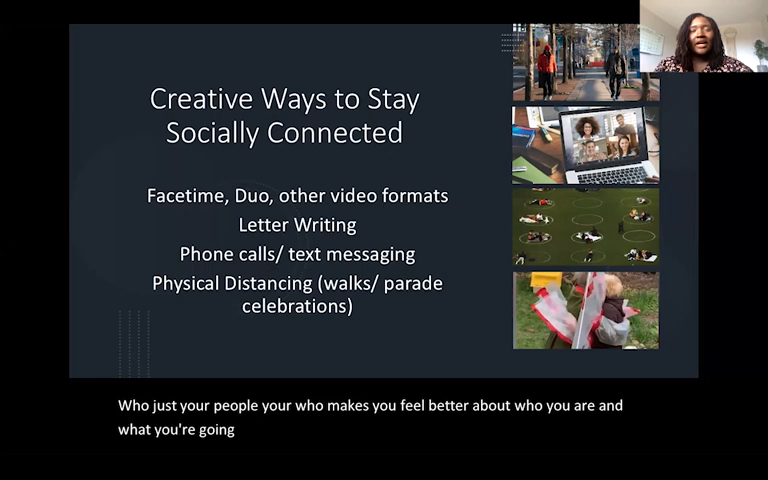 Creative Ways to Stay
Socially Connected
Facetime, Duo, other video formats
Letter Writing
Phone calls/ text messaging
Physical Distancing (walks/ parade
celebrations)
Who just your people your who makes you feel better about who you are and
what you're going